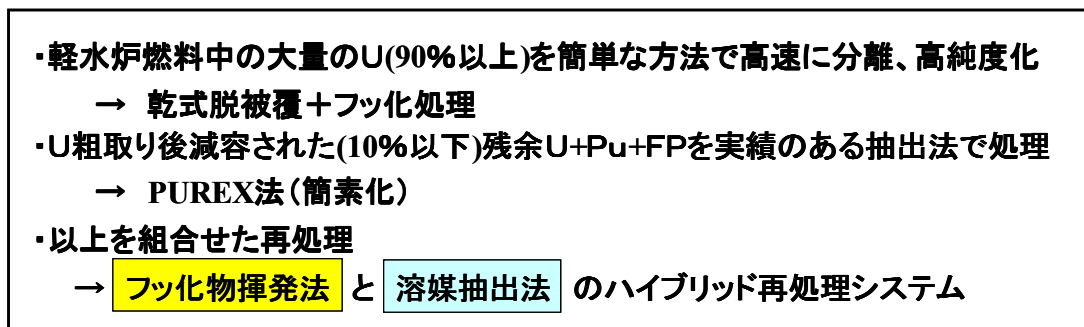 ・軽水炉燃料中の大量のU(90%以上)を簡単な方法で高速に分離、高純度化
→ 乾式脱被覆＋フッ化処理
・U粗取り後減容された(10%以下)残余U+Pu+FPを実績のある抽出法で処理
→ PUREX法（簡素化）
・以上を組合せた再処理
→ フッ化物揮発法 と 溶媒抽出法 のハイブリッド再処理システム